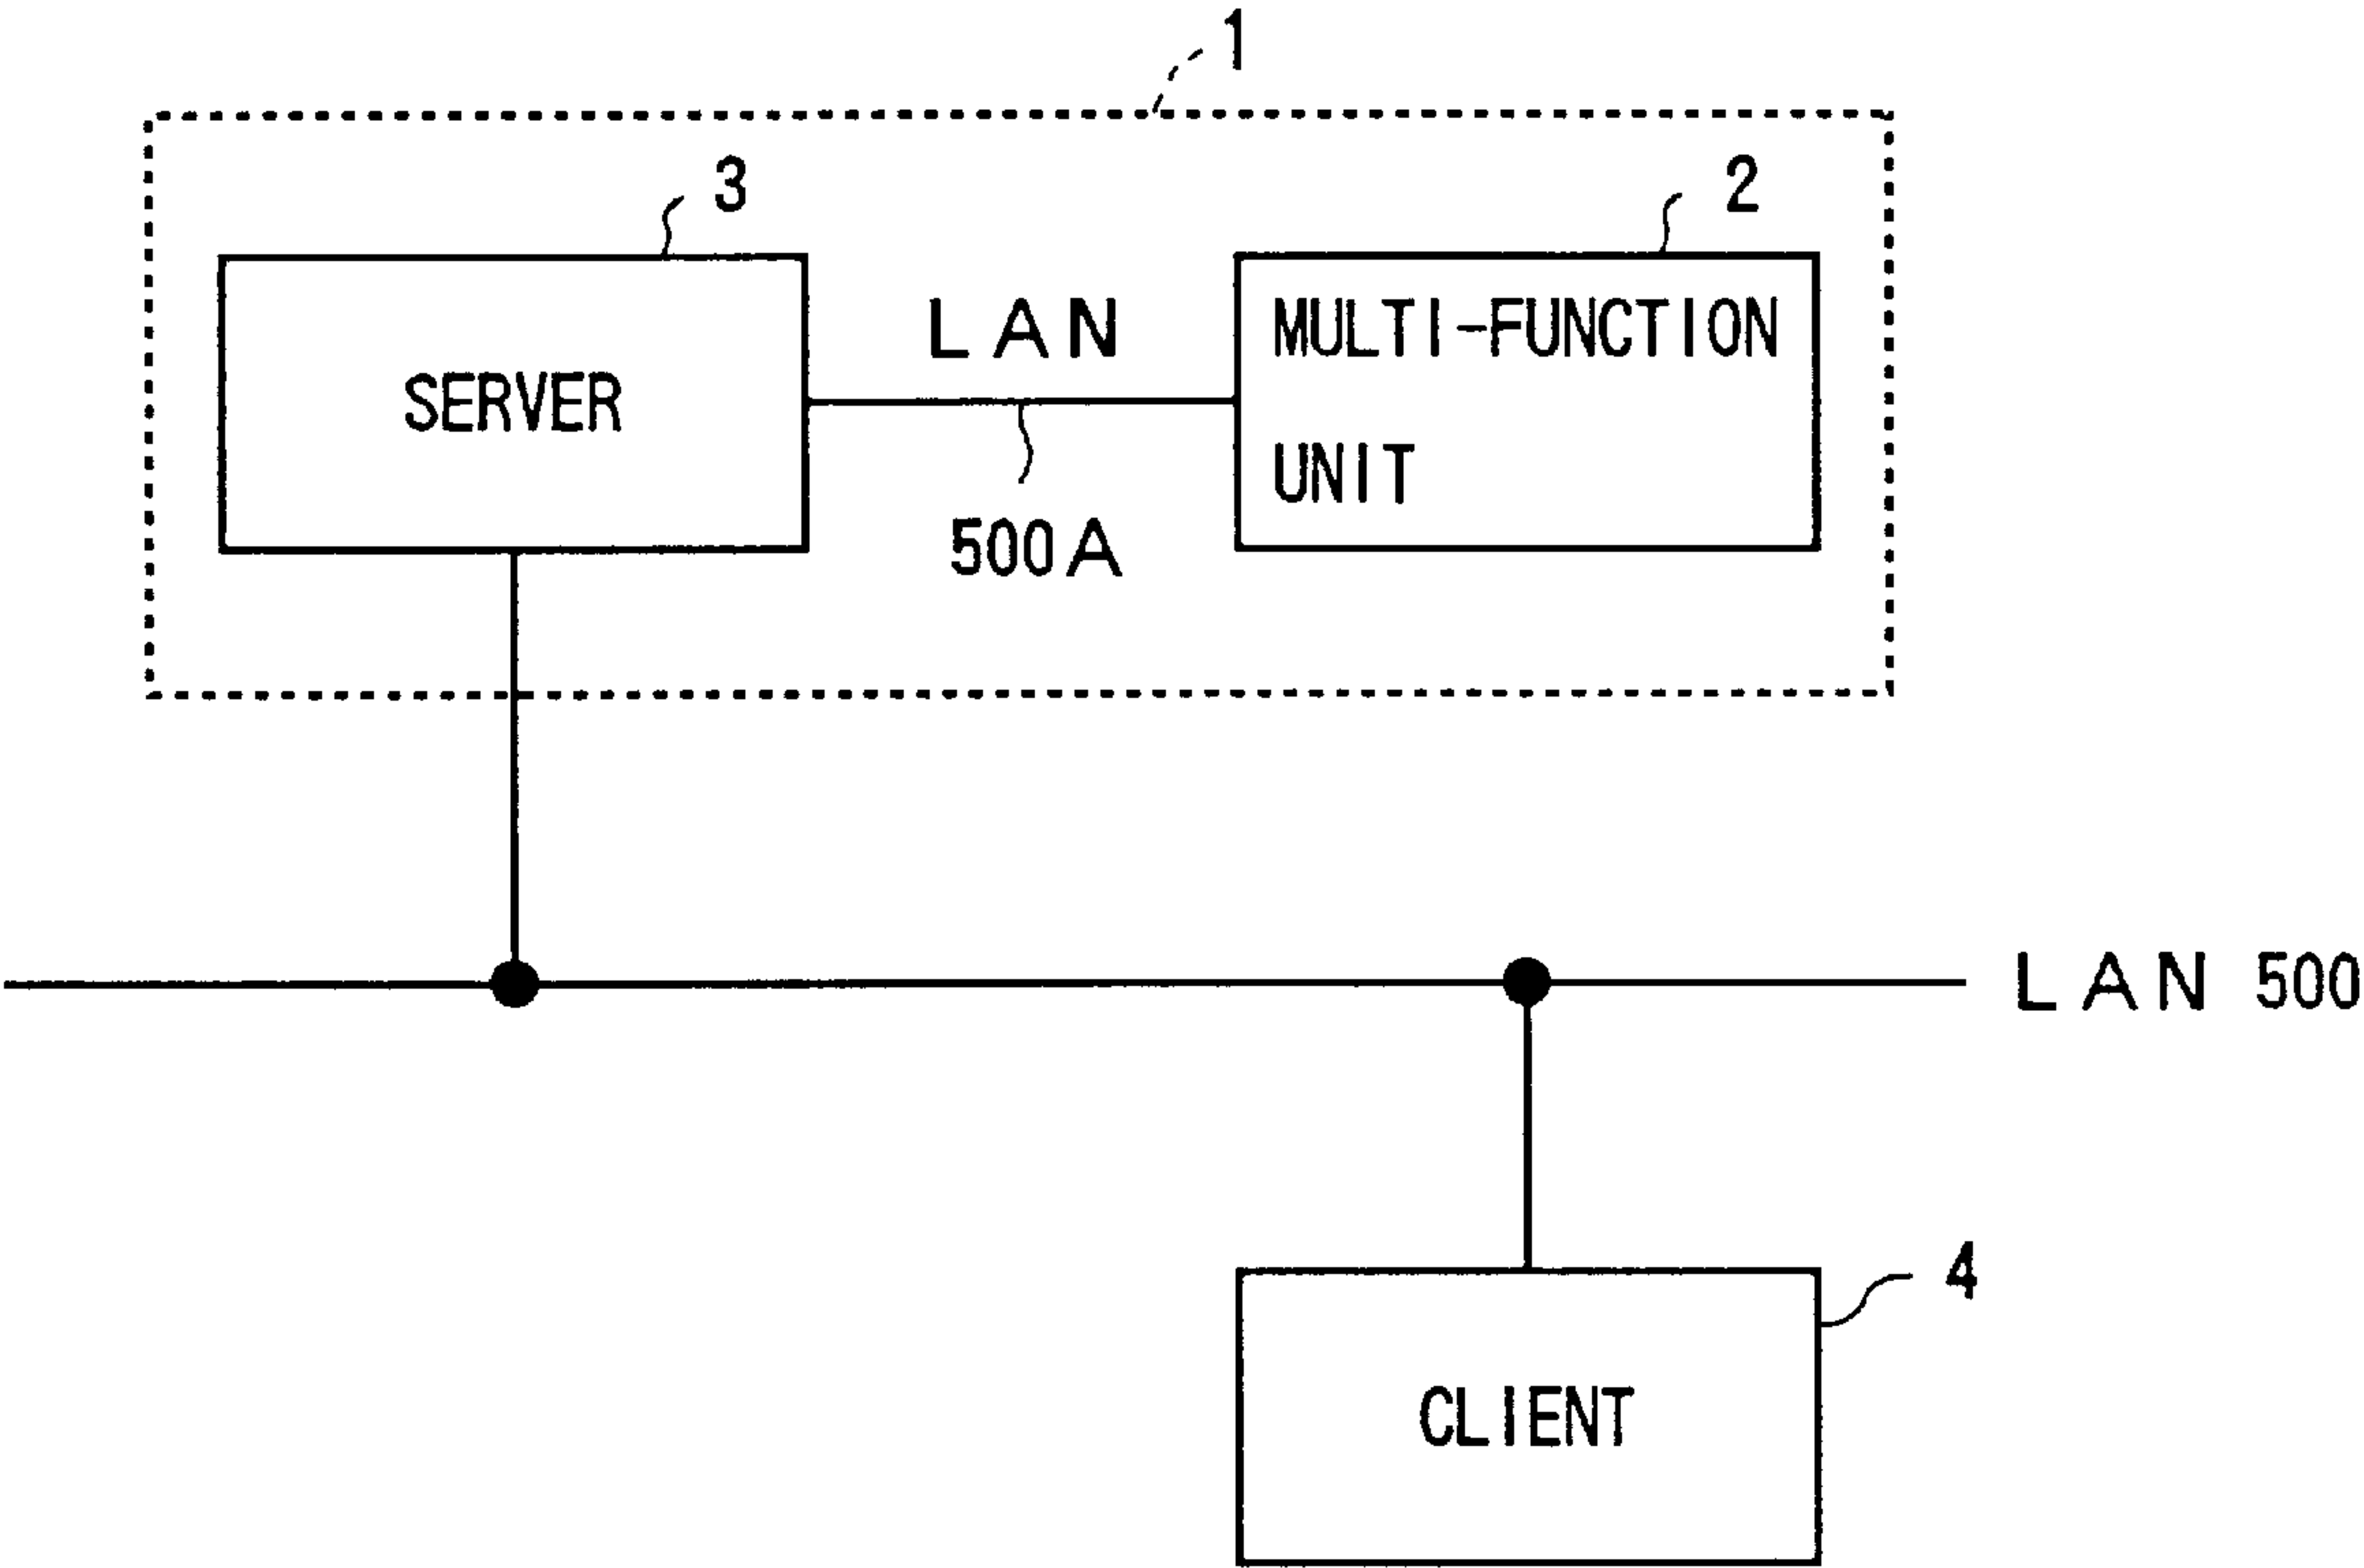 1
3
2
LAN
MULTI-FUNCTION
SERVER
UNIT
500A
LAN 500
4
CLIENT